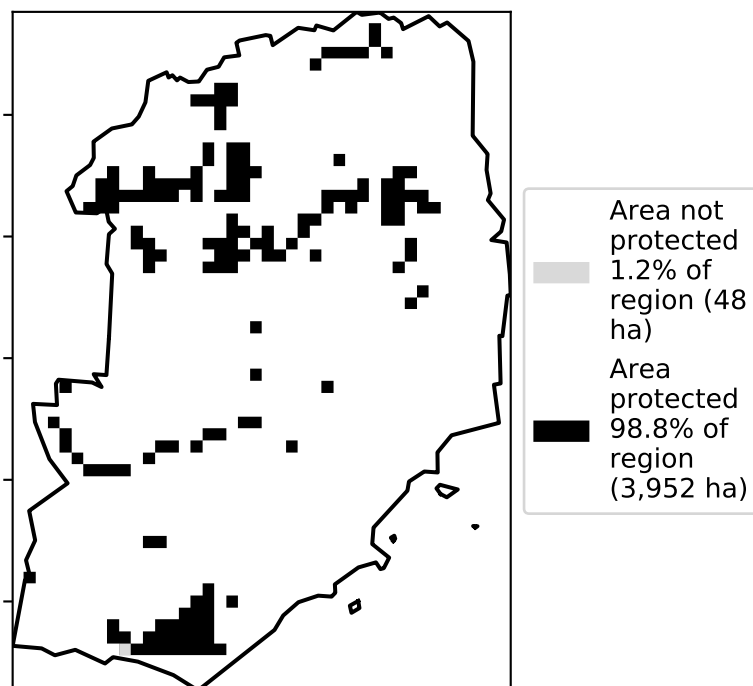 Area not
protected
1.2% of
region (48
ha)
Area
protected
98.8% of
region
(3,952 ha)